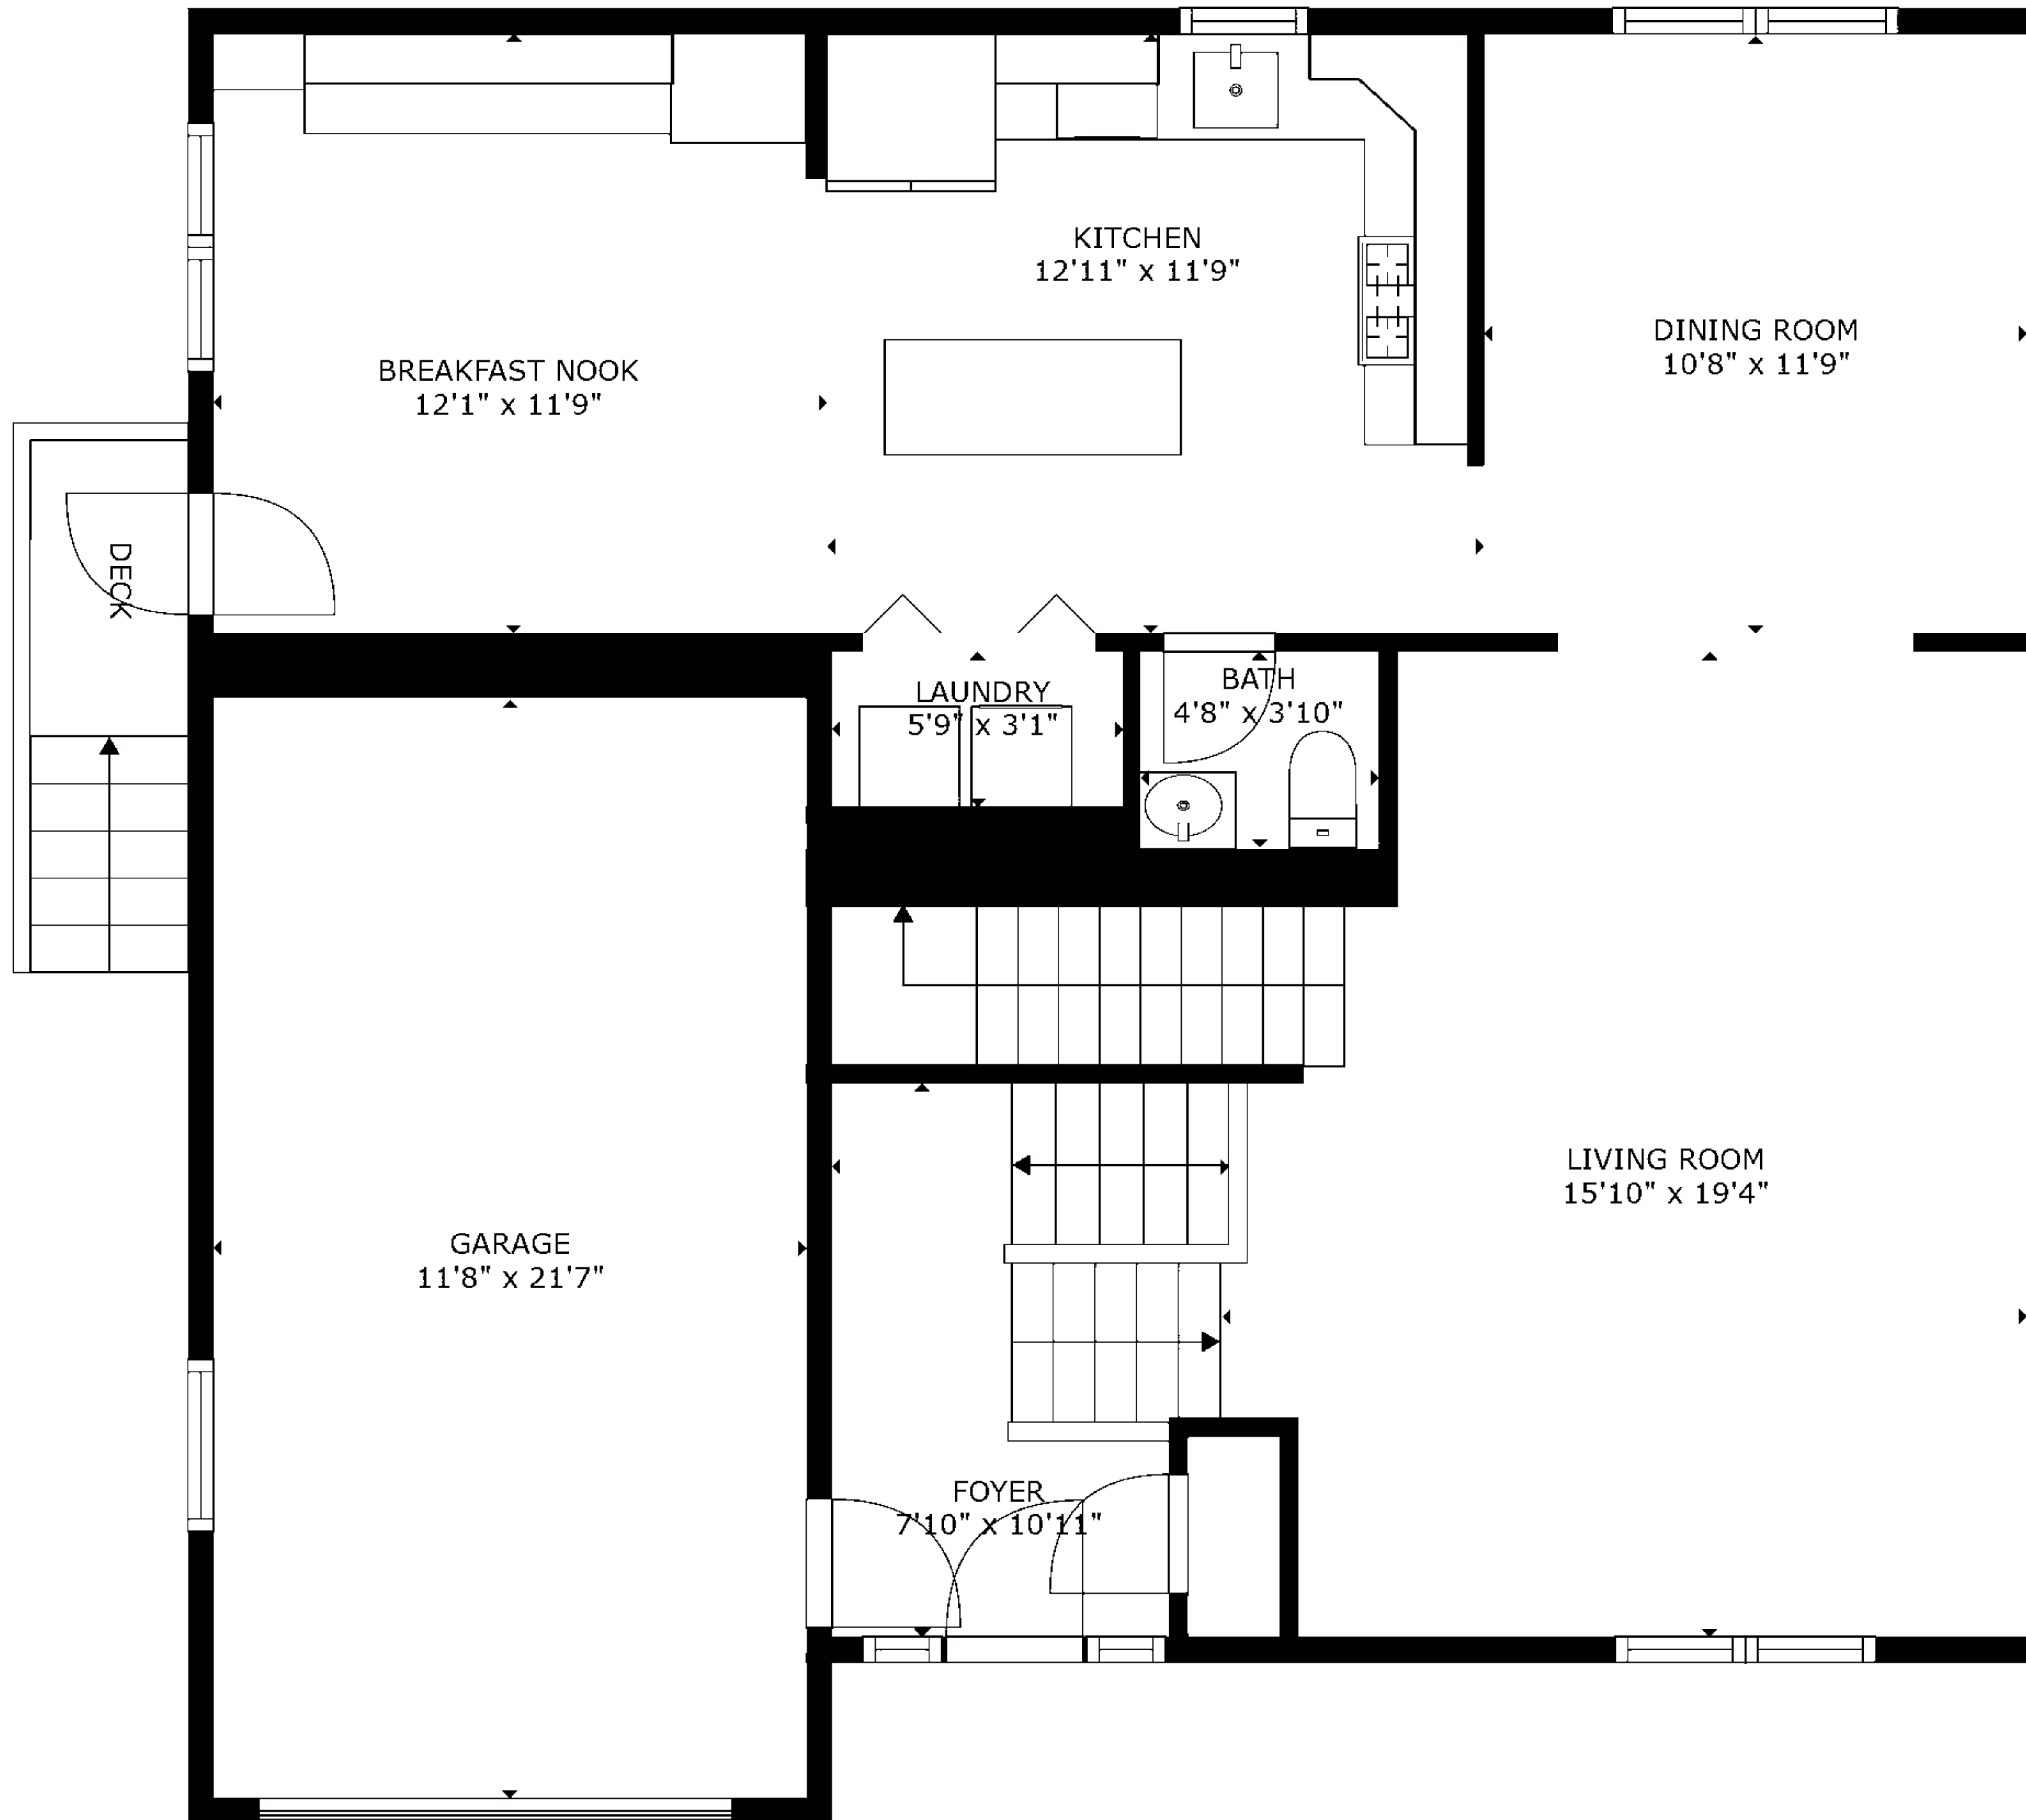 KITCHEN
12'11" x 11'9"
DINING ROOM
10'8" x 11'9"
BREAKFAST NOOK
12'1" x 11'9"
DECK
LAUNDRY
5'9" x 3'1"
BATH
4'8" x 3'10"
LIVING ROOM
15'10" x 19'4"
GARAGE
11'8" x 21'7"
FOYER
7'10" x 10'11"